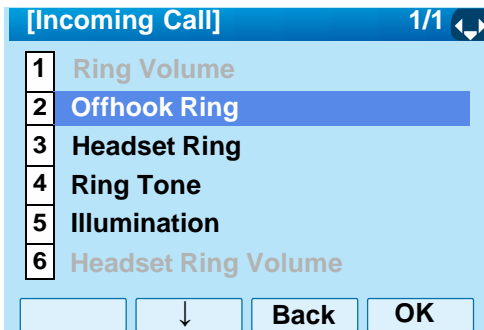 [Incoming Call] 1/1
1 Ring Volume
2 Offhook Ring
3 Headset Ring
4 Ring Tone
5 Illumination
6 Headset Ring Volume
↓ Back OK